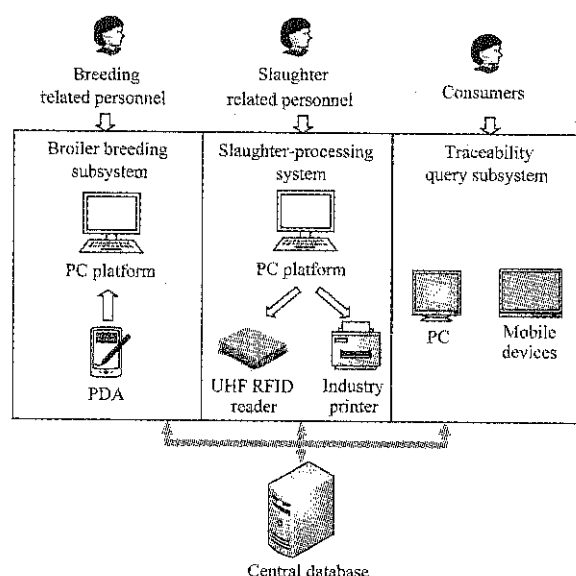 Breeding
related personnel
Slaughter
related personnel
Consumers
Broiler breeding
subsystem
PC platform
PDA
Slaughter-processing
system
PC platform
UHF RFID
reader
Industry
printer
Traceability
query subsystem
PC
Mobile
devices
Central database